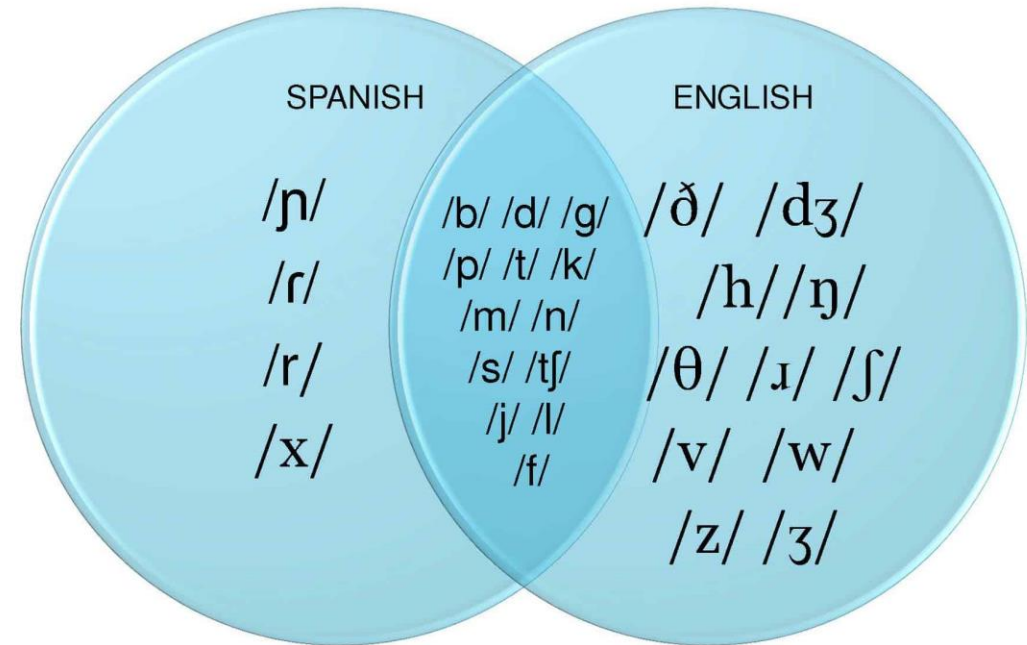 SPANISH
/ɲ/
/ɾ/
/r/
/x/
/b/ /d/ /g/
/p/ /t/ /k/
/m/ /n/
/s/ /tʃ/
/j/ /l/
/f/
ENGLISH
/ð/ /dʒ/
/h//ŋ/
/θ/ /ɹ/ /ʃ/
/v/ /w/
/z/ /ʒ/